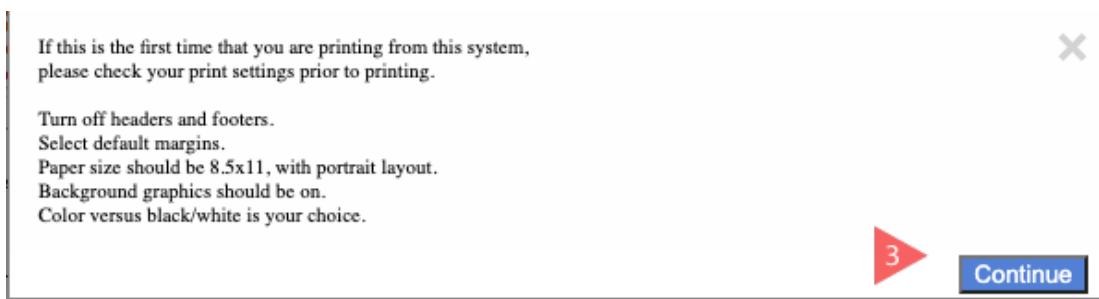 If this is the first time that you are printing from this system,
please check your print settings prior to printing.
Turn off headers and footers.
Select default margins.
Paper size should be 8.5x11, with portrait layout.
Background graphics should be on.
Color versus black/white is your choice.
3
Continue